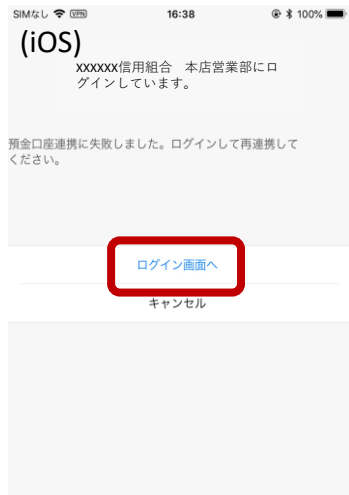 SIMなし VPN 16:38 100%
(iOS)
xxxxxx信用組合　本店営業部にロ
グインしています。
預金口座連携に失敗しました。ログインして再連携して
ください。
ログイン画面へ
キャンセル